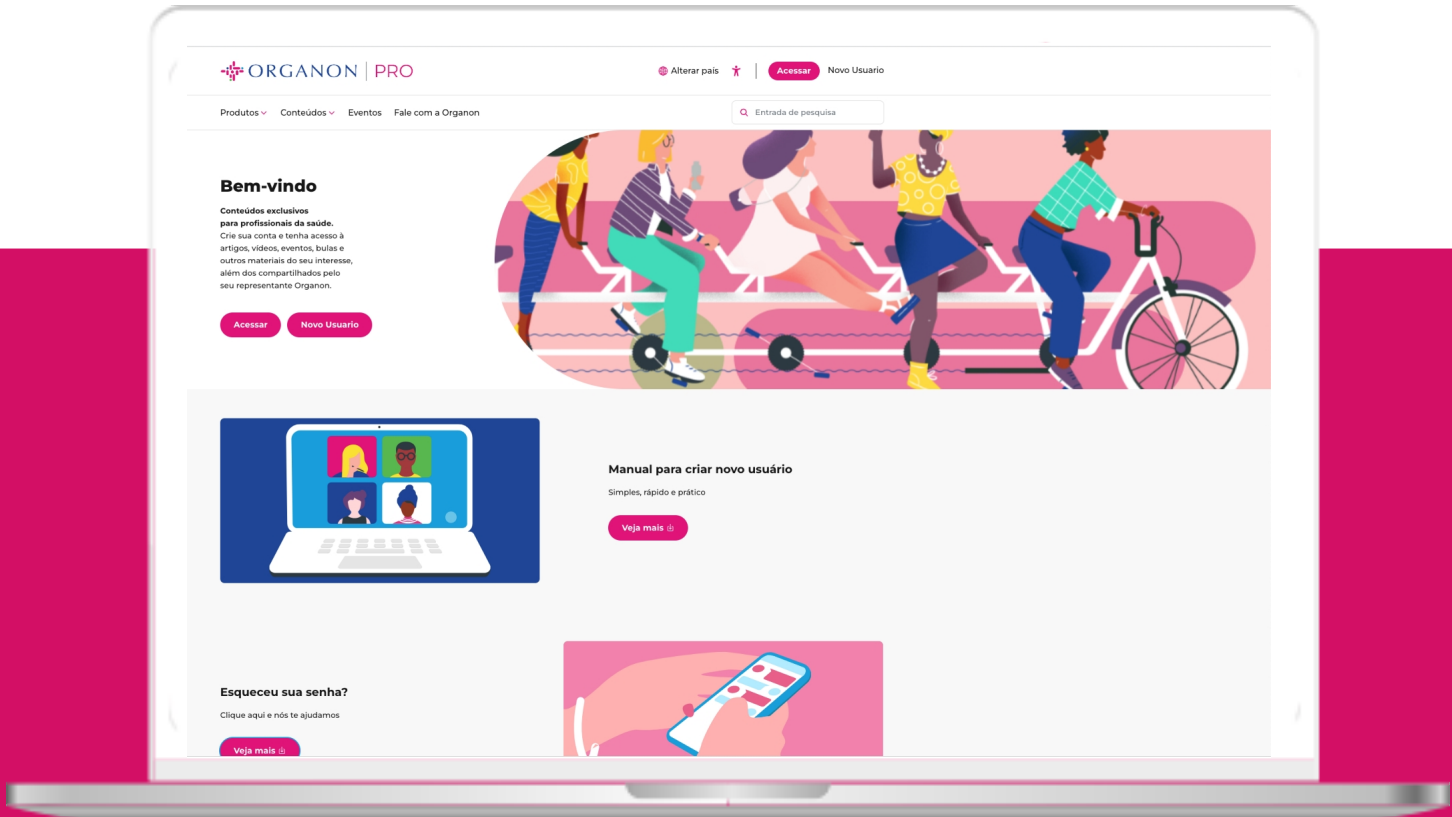 ORGANON | PRO
Alterar país
Acessar
Novo Usuario
Produtos
Conteúdos
Eventos
Fale com a Organon
Entrada de pesquisa
Bem-vindo
Conteúdos exclusivos
para profissionais da saúde.
Crie sua conta e tenha acesso à
artigos, vídeos, eventos, bulas e
outros materiais do seu interesse,
além dos compartilhados pelo
seu representante Organon.
Acessar
Novo Usuario
Manual para criar novo usuário
Simples, rápido e prático
Veja mais
Esqueceu sua senha?
Clique aqui e nós te ajudamos
Veja mais